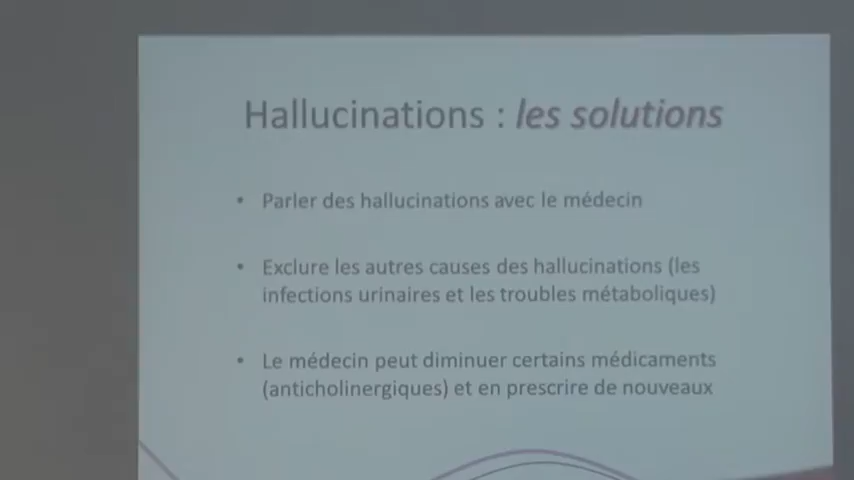 Hallucinations : les solutions
• Parler des hallucinations avec le médecin
• Exclure les autres causes des hallucinations (les
infections urinaires et les troubles métaboliques)
• Le médecin peut diminuer certains médicaments
(anticholinergiques) et en prescrire de nouveaux